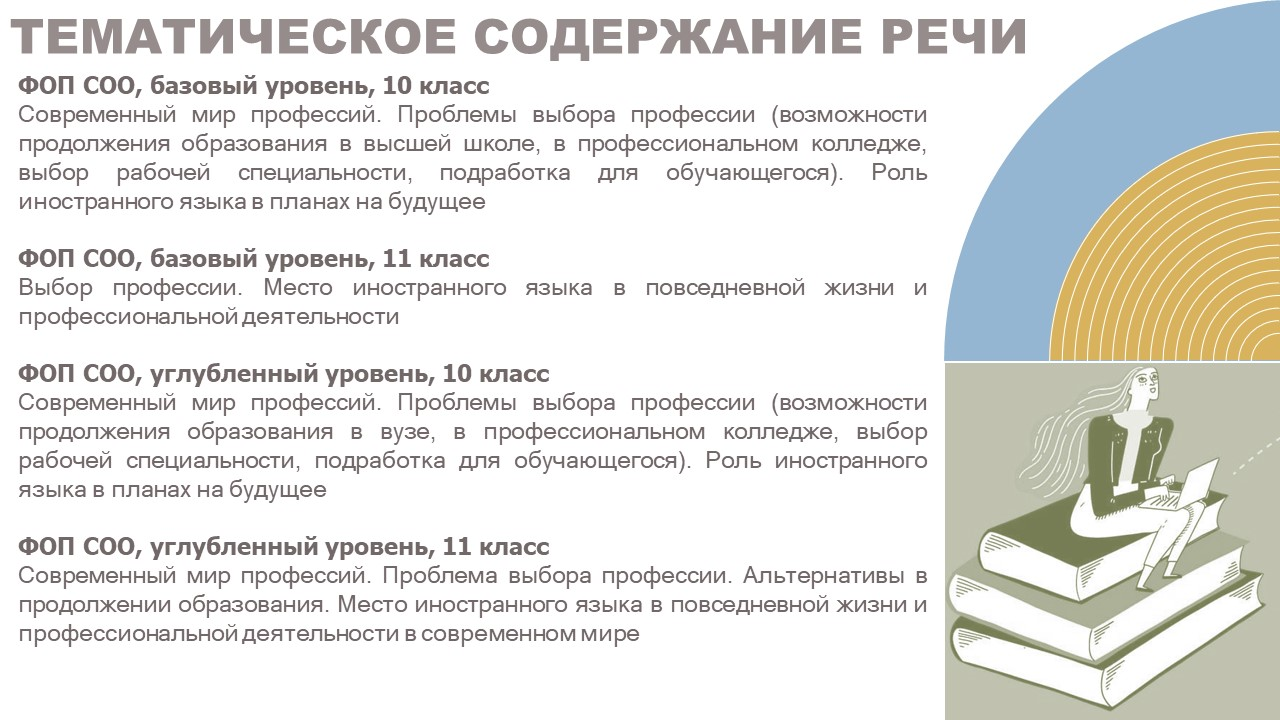 ТЕМАТИЧЕСКОЕ СОДЕРЖАНИЕ РЕЧИ
ФОП СОО, базовый уровень, 10 класс
Современный мир профессий. Проблемы выбора профессии (возможности
продолжения образования в высшей школе, в профессиональном колледже,
выбор рабочей специальности, подработка для обучающегося). Роль
иностранного языка в планах на будущее
ФОП СОО, базовый уровень, 11 класс
Выбор профессии. Место иностранного языка в повседневной жизни и
профессиональной деятельности
ФОП СОО, углубленный уровень, 10 класс
Современный мир профессий. Проблемы выбора профессии (возможности
продолжения образования в вузе, в профессиональном колледже, выбор
рабочей специальности, подработка для обучающегося). Роль иностранного
языка в планах на будущее
ФОП СОО, углубленный уровень, 11 класс
Современный мир профессий. Проблема выбора профессии. Альтернативы в
продолжении образования. Место иностранного языка в повседневной жизни и
профессиональной деятельности в современном мире